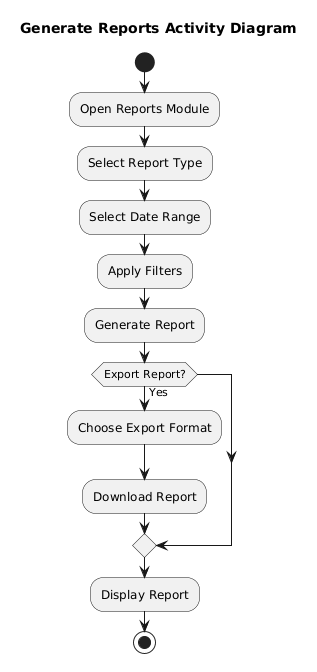 Generate Reports Activity Diagram
Open Reports Module
Select Report Type
Select Date Range
Apply Filters
Generate Report
Export Report?
Yes
Choose Export Format
Download Report
Display Report